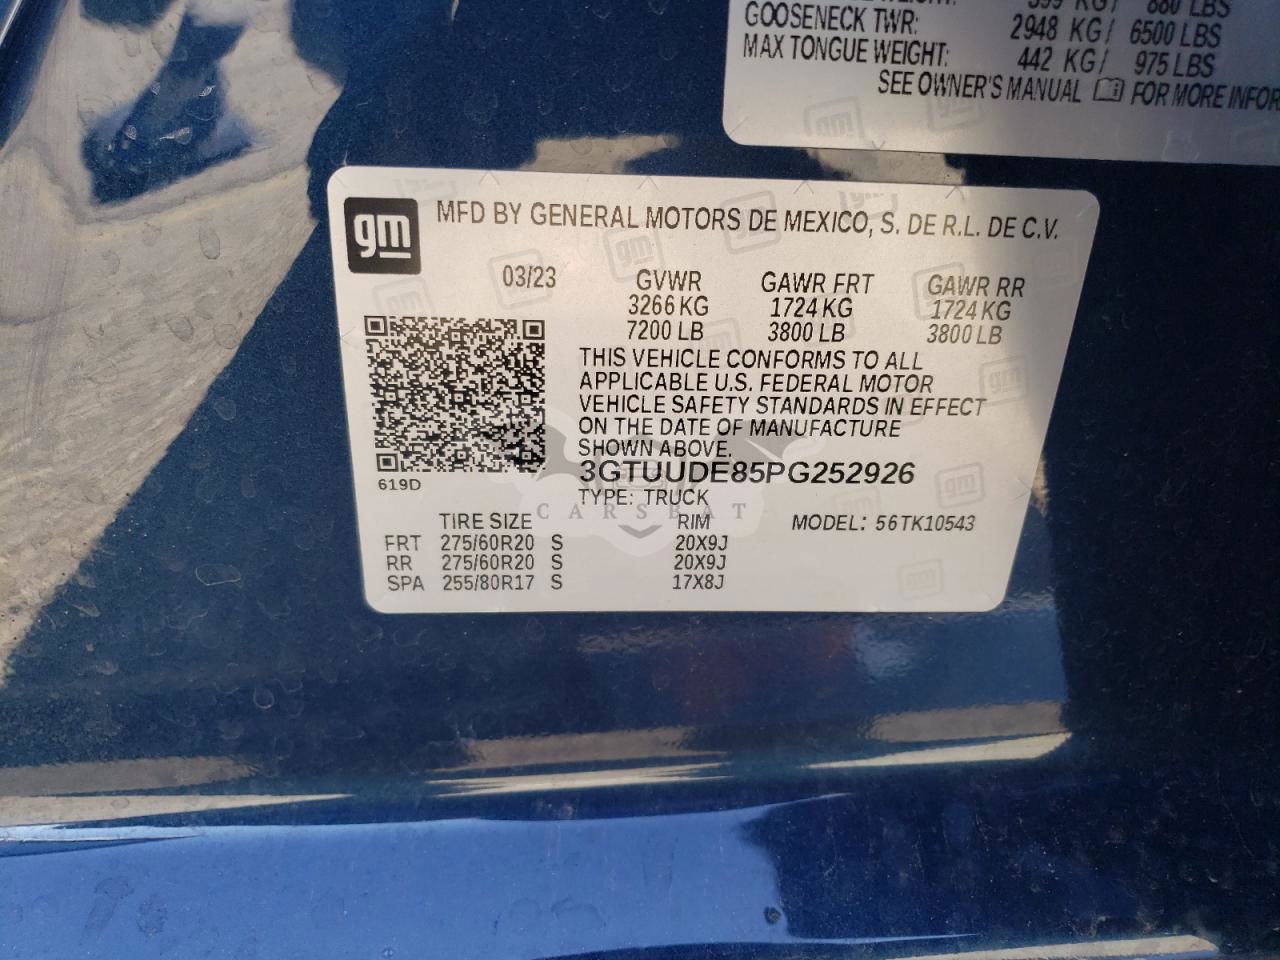 399 KG/ 880 LBS
GOOSENECK TWR: 2948 KG/ 6500 LBS
MAX TONGUE WEIGHT: 442 KG/ 975 LBS
SEE OWNER'S MANUAL FOR MORE
gm
MFD BY GENERAL MOTORS DE MEXICO, S. DE R.L. DE C.V.
03/23 GVWR GAWR FRT GAWR RR
3266 KG 1724 KG 1724 KG
7200 LB 3800 LB 3800 LB
THIS VEHICLE CONFORMS TO ALL
APPLICABLE U.S. FEDERAL MOTOR
VEHICLE SAFETY STANDARDS IN EFFECT
ON THE DATE OF MANUFACTURE
SHOWN ABOVE.
3GTUUDE85PG252926
619D
TYPE: TRUCK
CARSBAT
TIRE SIZE RIM MODEL: 56TK10543
FRT 275/60R20 S 20X9J
RR 275/60R20 S 20X9J
SPA 255/80R17 S 17X8J